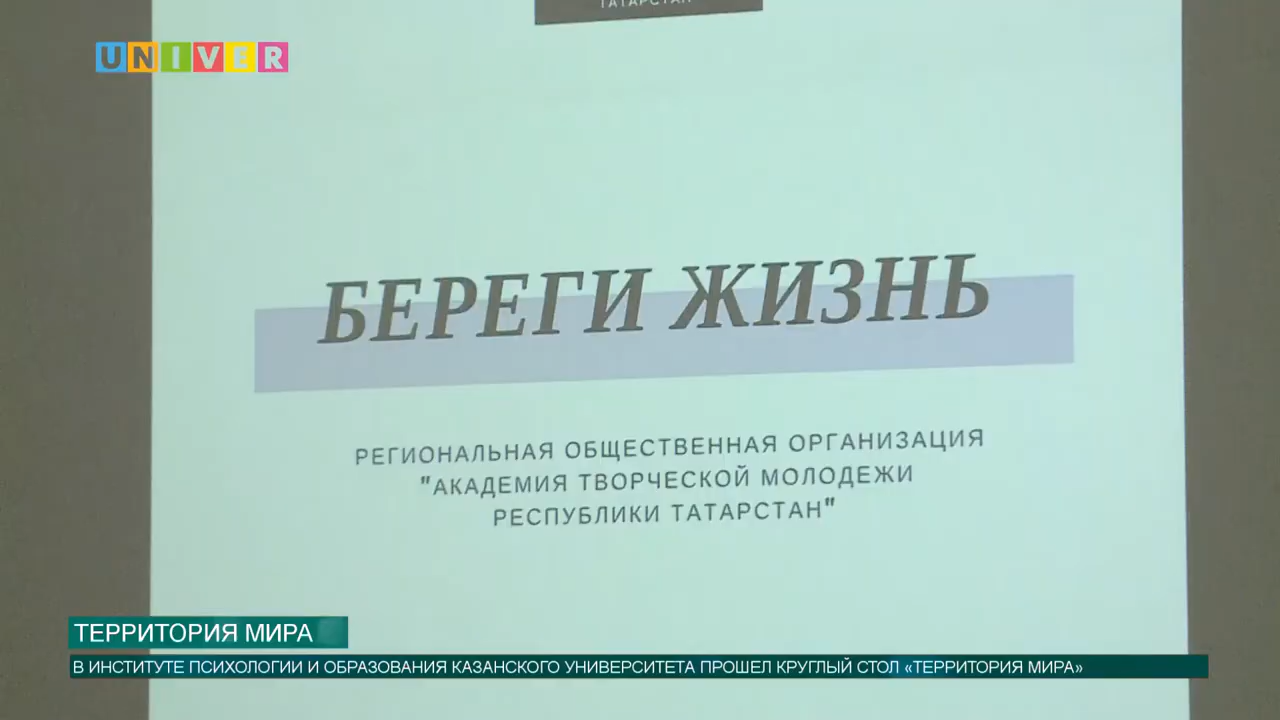 ТАТАРСТАН
UNIVER
БЕРЕГИ ЖИЗНЬ
РЕГИОНАЛЬНАЯ ОБЩЕСТВЕННАЯ ОРГАНИЗАЦИЯ
"АКАДЕМИЯ ТВОРЧЕСКОЙ МОЛОДЕЖИ
РЕСПУБЛИКИ ТАТАРСТАН"
ТЕРРИТОРИЯ МИРА
В ИНСТИТУТЕ ПСИХОЛОГИИ И ОБРАЗОВАНИЯ КАЗАНСКОГО УНИВЕРСИТЕТА ПРОШЕЛ КРУГЛЫЙ СТОЛ «ТЕРРИТОРИЯ МИРА»